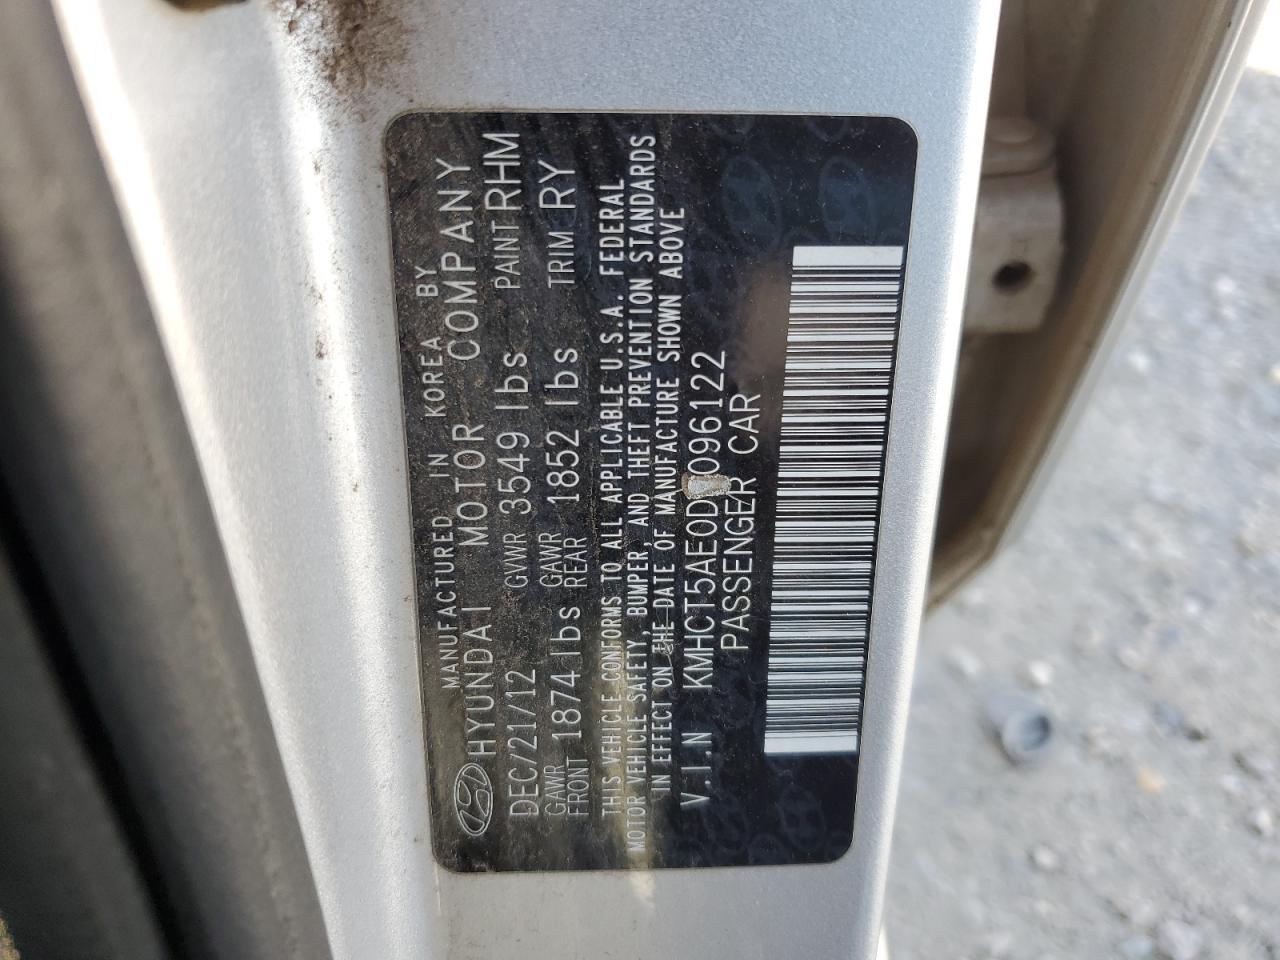 MANUFACTURED IN KOREA BY
HYUNDAI MOTOR COMPANY
DEC/21/12 GVWR 3549 lbs PAINT RHM
GAWR FRONT 1874 lbs GAWR REAR 1852 lbs TRIM RY
THIS VEHICLE CONFORMS TO ALL APPLICABLE U.S.A. FEDERAL
MOTOR VEHICLE SAFETY, BUMPER, AND THEFT PREVENTION STANDARDS
IN EFFECT ON THE DATE OF MANUFACTURE SHOWN ABOVE
V.I.N KMHCT5AE0D 096122
PASSENGER CAR